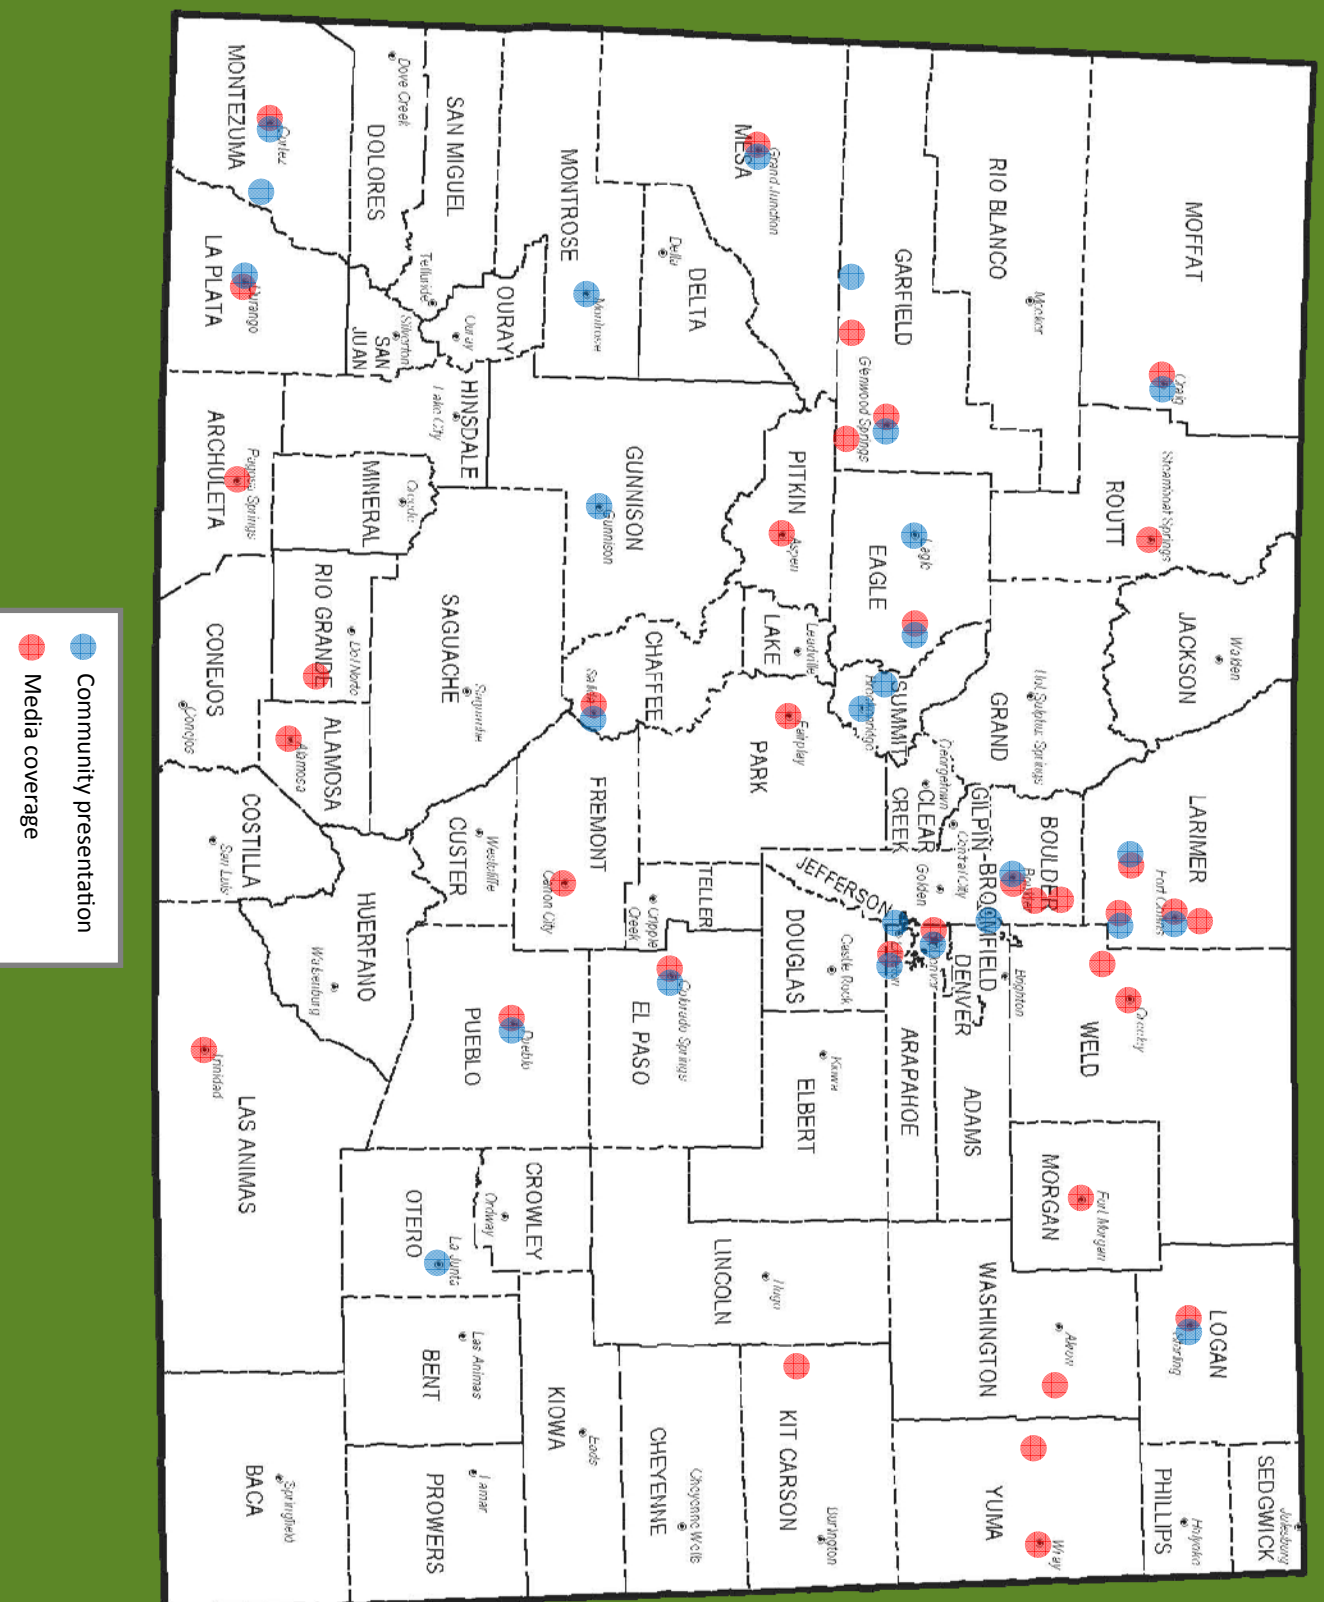 MOFFAT
Craig
ROUTT
Steamboat Springs
JACKSON
Walden
LARIMER
Fort Collins
WELD
Greeley
LOGAN
Sterling
SEDGWICK
Julesburg
PHILLIPS
Holyoke
RIO BLANCO
Meeker
GRAND
Hot Sulphur Springs
BOULDER
Boulder
GILPIN
Central City
BROOMFIELD
Brighton
MORGAN
Fort Morgan
WASHINGTON
Akron
YUMA
Wray
GARFIELD
Glenwood Springs
EAGLE
Eagle
SUMMIT
Breckenridge
CLEAR
CREEK
Georgetown
Golden
JEFFERSON
DENVER
Denver
ADAMS
ARAPAHOE
MESA
Grand Junction
PITKIN
Aspen
LAKE
Leadville
PARK
Fairplay
DOUGLAS
Castle Rock
ELBERT
Kiowa
KIT CARSON
Burlington
DELTA
Delta
GUNNISON
Gunnison
CHAFFEE
Salida
TELLER
Cripple
Creek
EL PASO
Colorado Springs
LINCOLN
Hugo
CHEYENNE
Cheyenne Wells
MONTROSE
Montrose
OURAY
Ouray
FREMONT
Canon City
KIOWA
Eads
SAN MIGUEL
Telluride
HINSDALE
Lake City
SAGUACHE
Saguache
CUSTER
Westcliffe
PUEBLO
Pueblo
CROWLEY
Ordway
OTERO
La Junta
BENT
Las Animas
PROWERS
Lamar
DOLORES
Dove Creek
SAN
JUAN
Silverton
MINERAL
Creede
RIO GRANDE
Del Norte
ALAMOSA
Alamosa
HUERFANO
Walsenburg
MONTEZUMA
Cortez
LA PLATA
Durango
ARCHULETA
Pagosa Springs
CONEJOS
Conejos
COSTILLA
San Luis
LAS ANIMAS
Trinidad
BACA
Springfield
Community presentation
Media coverage